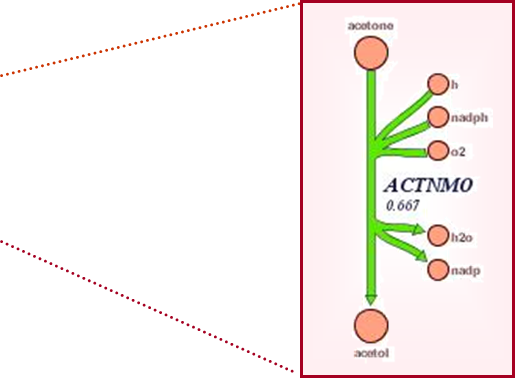 acetone
h
nadph
o2
ACTNMO
0.667
h2o
nadp
acetol